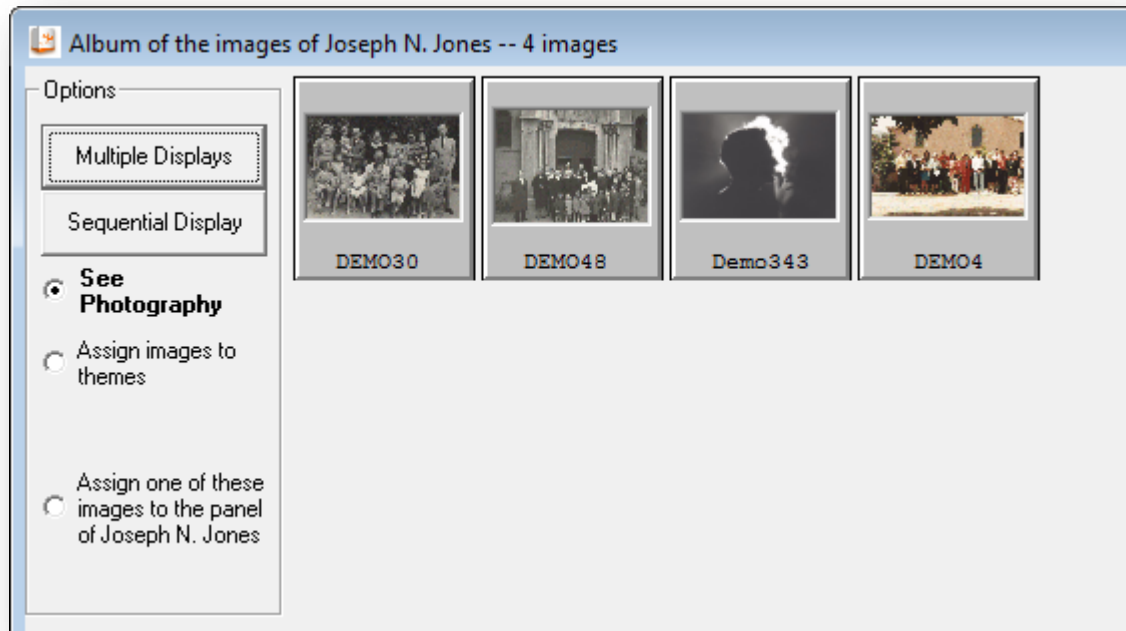 Album of the images of Joseph N. Jones -- 4 images
Options
Multiple Displays
Sequential Display
See
Photography
Assign images to
themes
Assign one of these
images to the panel
of Joseph N. Jones
DEMO30
DEMO48
Demo343
DEMO4